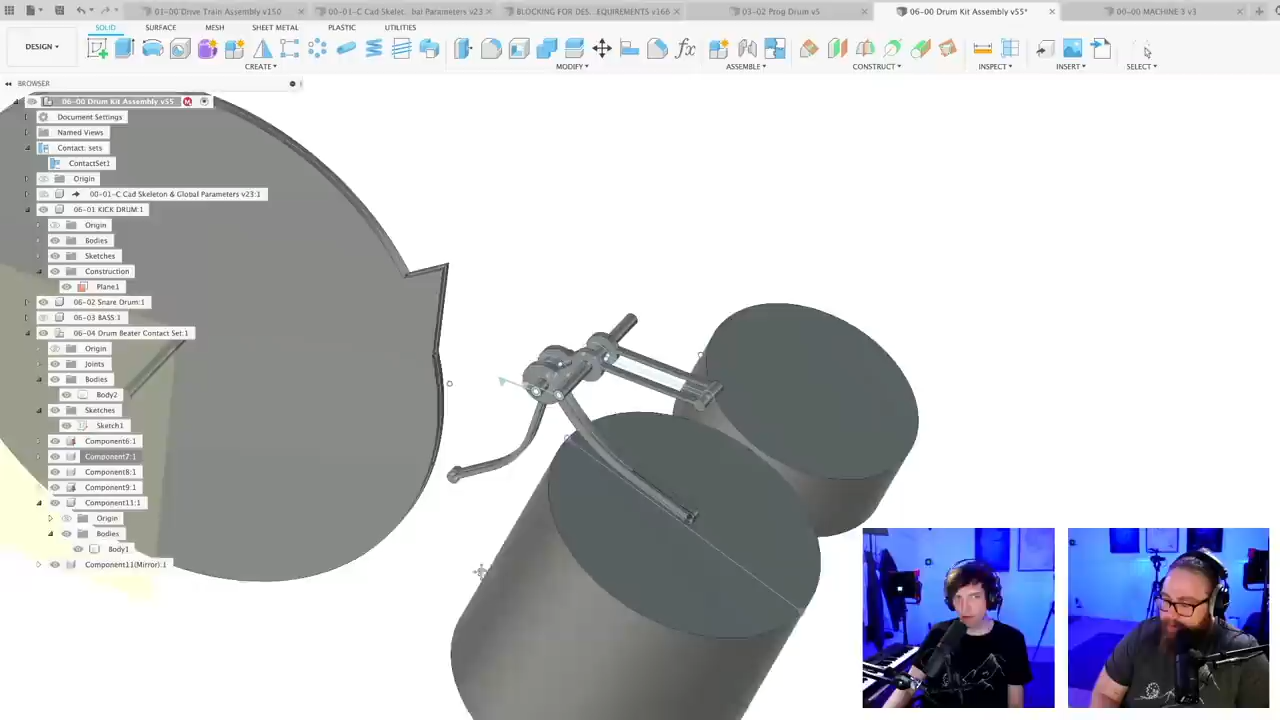 01-00 Drive Train Assembly v150
00-01-C Cad Skelec...bal Parameters v23
BLOCKING FOR DES...EQUIREMENTS v166
03-02 Prog Drum v5
06-00 Drum Kit Assembly v55*
00-00 MACHINE 3 v3
DESIGN
SOLID
SURFACE
MESH
SHEET METAL
PLASTIC
UTILITIES
CREATE
MODIFY
fx
ASSEMBLE
CONSTRUCT
INSPECT
INSERT
SELECT
BROWSER
06-00 Drum Kit Assembly v55
Document Settings
Named Views
Contact: sets
ContactSet1
Origin
00-01-C Cad Skeleton & Global Parameters v23:1
06-01 KICK DRUM:1
Origin
Bodies
Sketches
Construction
Plane1
06-02 Snare Drum:1
06-03 BASS:1
06-04 Drum Beater Contact Set:1
Origin
Joints
Bodies
Body2
Sketches
Sketch1
Component6:1
Component7:1
Component8:1
Component9:1
Component11:1
Origin
Bodies
Body1
Component11(Mirror):1